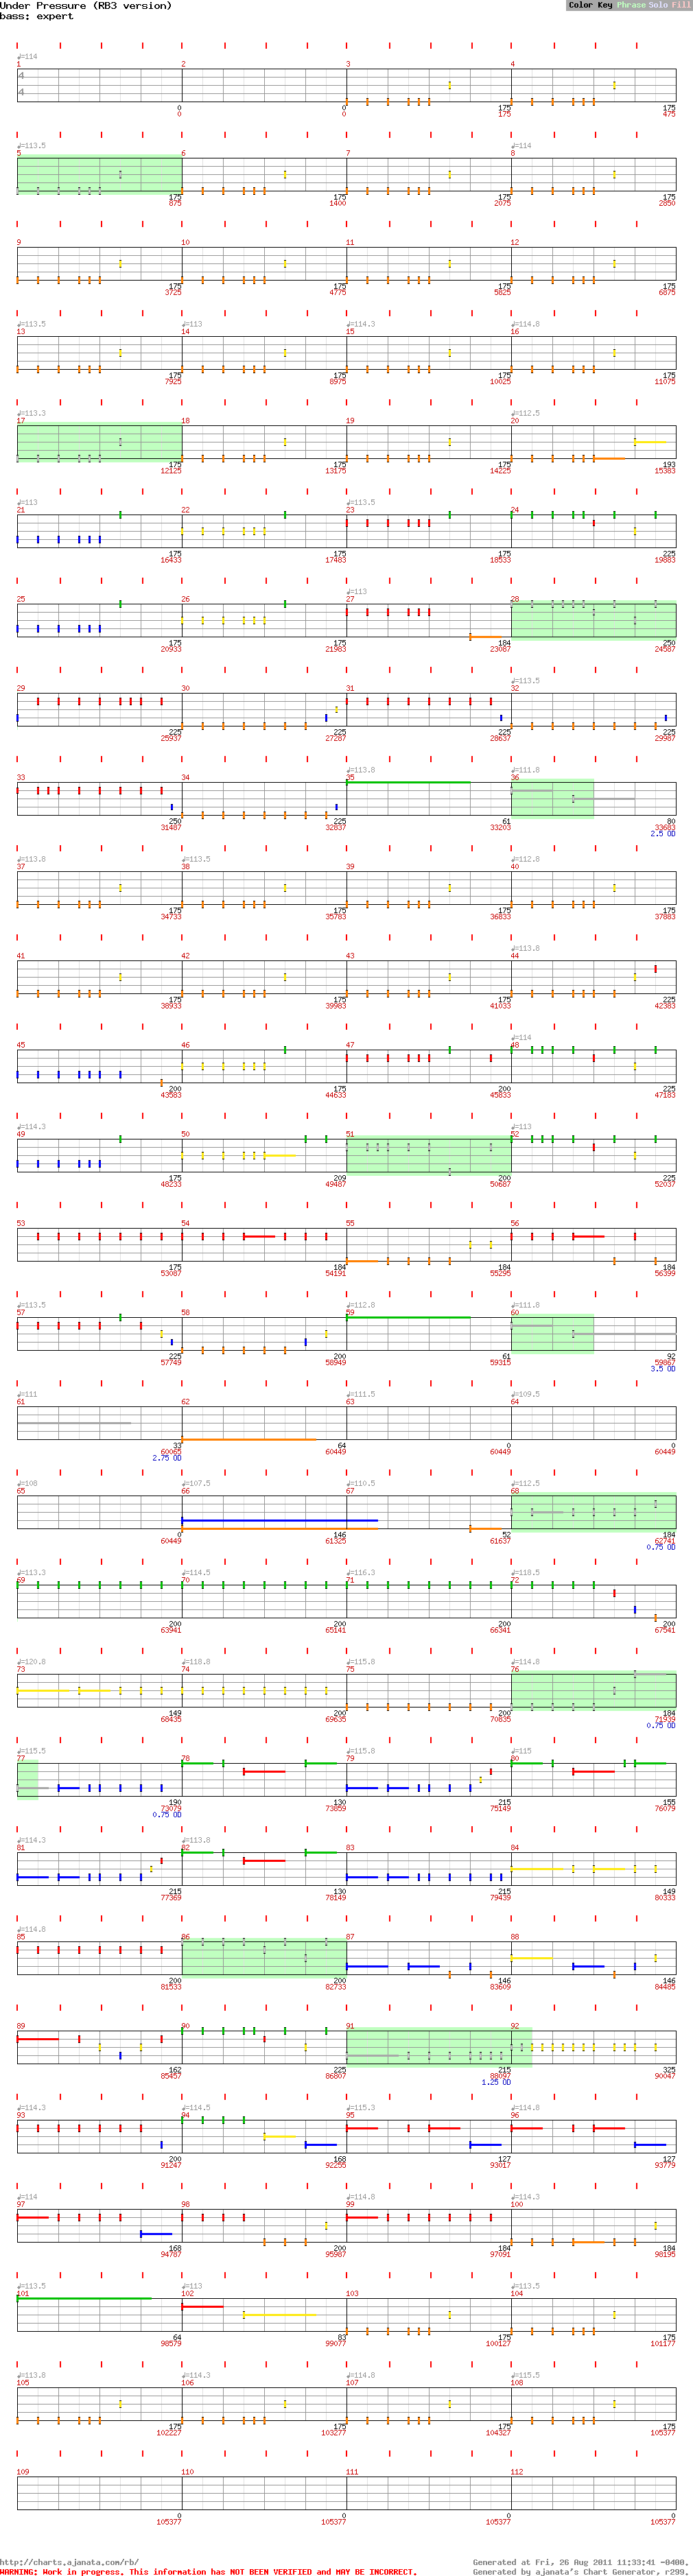 Under Pressure (RB3 version)
bass: expert
Color Key Phrase Solo Fill
♩=114
1 2 3 4
4
4
0 0 175 175
0 0 175 475
♩=113.5 ♩=114
5 6 7 8
175 175 175 175
875 1400 2075 2850
9 10 11 12
175 175 175 175
3725 4775 5825 6875
♩=113.5 ♩=113 ♩=114.3 ♩=114.8
13 14 15 16
175 175 175 175
7925 8975 10025 11075
♩=113.3 ♩=112.5
17 18 19 20
175 175 175 193
12125 13175 14225 15383
♩=113 ♩=113.5
21 22 23 24
175 175 175 225
16433 17483 18533 19883
♩=113
25 26 27 28
175 175 184 250
20933 21983 23087 24587
♩=113.5
29 30 31 32
225 225 225 225
25937 27287 28637 29987
♩=113.8 ♩=111.8
33 34 35 36
250 225 61 80
31487 32837 33203 33683
2.5 OD
♩=113.8 ♩=113.5 ♩=112.8
37 38 39 40
175 175 175 175
34733 35783 36833 37883
♩=113.8
41 42 43 44
175 175 175 225
38933 39983 41033 42383
♩=114
45 46 47 48
200 175 200 225
43583 44633 45833 47183
♩=114.3 ♩=113
49 50 51 52
175 209 200 225
48233 49487 50687 52037
53 54 55 56
175 184 184 184
53087 54191 55295 56399
♩=113.5 ♩=112.8 ♩=111.8
57 58 59 60
225 200 61 92
57749 58949 59315 59867
3.5 OD
♩=111 ♩=111.5 ♩=109.5
61 62 63 64
33 64 0 0
60065 60449 60449 60449
2.75 OD
♩=108 ♩=107.5 ♩=110.5 ♩=112.5
65 66 67 68
0 146 52 184
60449 61325 61637 62741
0.75 OD
♩=113.3 ♩=114.5 ♩=116.3 ♩=118.5
69 70 71 72
200 200 200 200
63941 65141 66341 67541
♩=120.8 ♩=118.8 ♩=115.8 ♩=114.8
73 74 75 76
149 200 200 184
68435 69635 70835 71939
0.75 OD
♩=115.5 ♩=115.8 ♩=115
77 78 79 80
190 130 215 155
73079 73859 75149 76079
0.75 OD
♩=114.3 ♩=113.8
81 82 83 84
215 130 215 149
77369 78149 79439 80333
♩=114.8
85 86 87 88
200 200 146 146
81533 82733 83609 84485
89 90 91 92
162 225 215 325
85457 86807 88097 90047
1.25 OD
♩=114.3 ♩=114.5 ♩=115.3 ♩=114.8
93 94 95 96
200 168 127 127
91247 92255 93017 93779
♩=114 ♩=114.8 ♩=114.3
97 98 99 100
168 200 184 184
94787 95987 97091 98195
♩=113.5 ♩=113 ♩=113.5
101 102 103 104
64 83 175 175
98579 99077 100127 101177
♩=113.8 ♩=114.3 ♩=114.8 ♩=115.5
105 106 107 108
175 175 175 175
102227 103277 104327 105377
109 110 111 112
0 0 0 0
105377 105377 105377 105377
http://charts.ajanata.com/rb/ Generated at Fri, 26 Aug 2011 11:33:41 -0400.
WARNING: Work in progress. This information has NOT BEEN VERIFIED and MAY BE INCORRECT. Generated by ajanata's Chart Generator, r299.